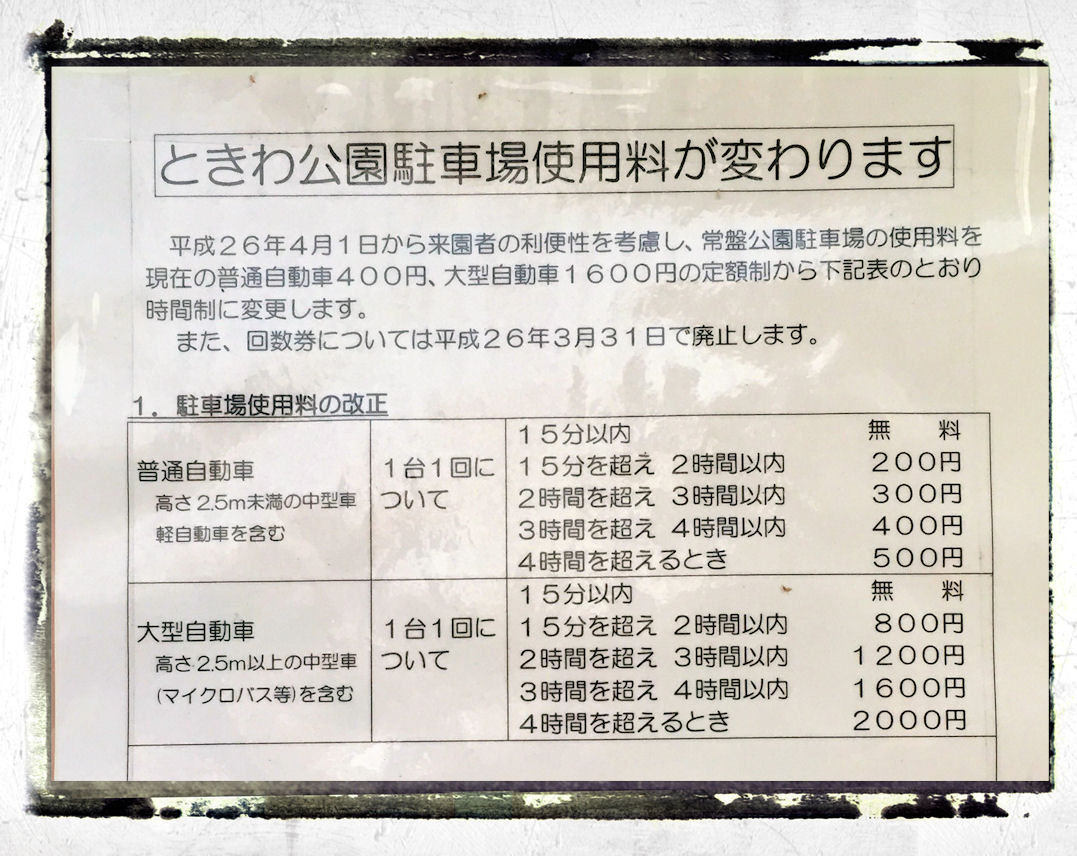 ときわ公園駐車場使用料が変わります
平成２６年４月１日から来園者の利便性を考慮し、常盤公園駐車場の使用料を
現在の普通自動車４００円、大型自動車１６００円の定額制から下記表のとおり
時間制に変更します。
また、回数券については平成２６年３月３１日で廃止します。
１．駐車場使用料の改正
普通自動車
高さ2.5m未満の中型車
軽自動車を含む
１台１回に
ついて
１５分以内 無　料
１５分を超え ２時間以内 ２００円
２時間を超え ３時間以内 ３００円
３時間を超え ４時間以内 ４００円
４時間を超えるとき ５００円
大型自動車
高さ2.5m以上の中型車
(マイクロバス等)を含む
１台１回に
ついて
１５分以内 無　料
１５分を超え ２時間以内 ８００円
２時間を超え ３時間以内 １２００円
３時間を超え ４時間以内 １６００円
４時間を超えるとき ２０００円